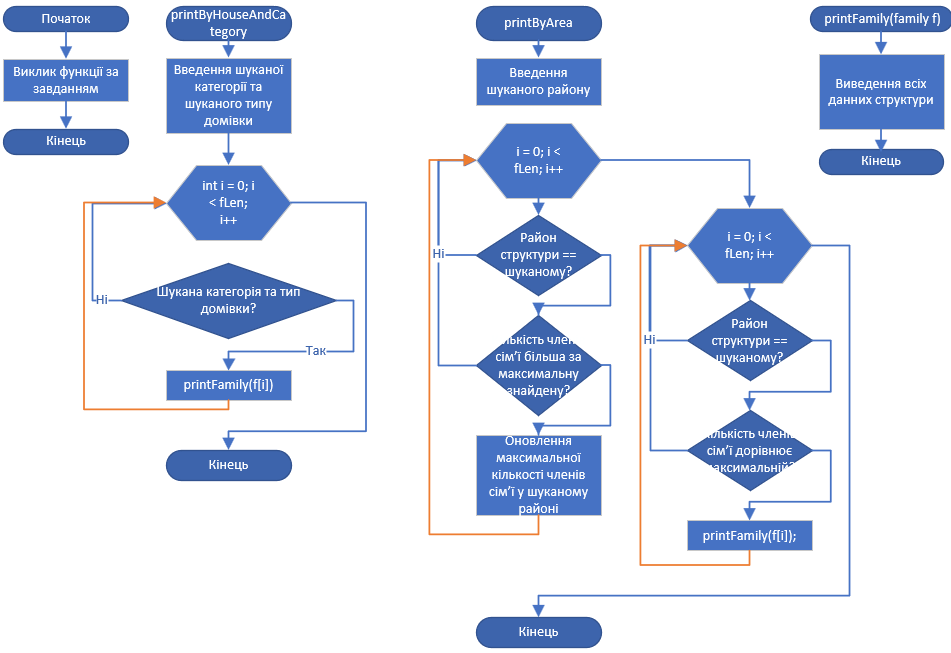 Початок
Виклик функції за
завданням
Кінець
printByHouseAndCa
tegory
Введення шуканої
категорії та
шуканого типу
домівки
int i = 0; i
< fLen;
i++
Шукана категорія та тип
домівки?
Ні
Так
printFamily(f[i])
Кінець
printByArea
Введення
шуканого району
i = 0; i <
fLen; i++
Район
структури ==
шуканому?
Ні
членів
сім’ї більша за
максимальну
знайдену?
Оновлення
максимальної
кількості членів
сім’ї у шуканому
районі
i = 0; i <
fLen; i++
Район
структури ==
шуканому?
Ні
членів
сім’ї дорівнює
printFamily(f[i]);
Кінець
printFamily(family f)
Виведення всіх
данних структури
Кінець